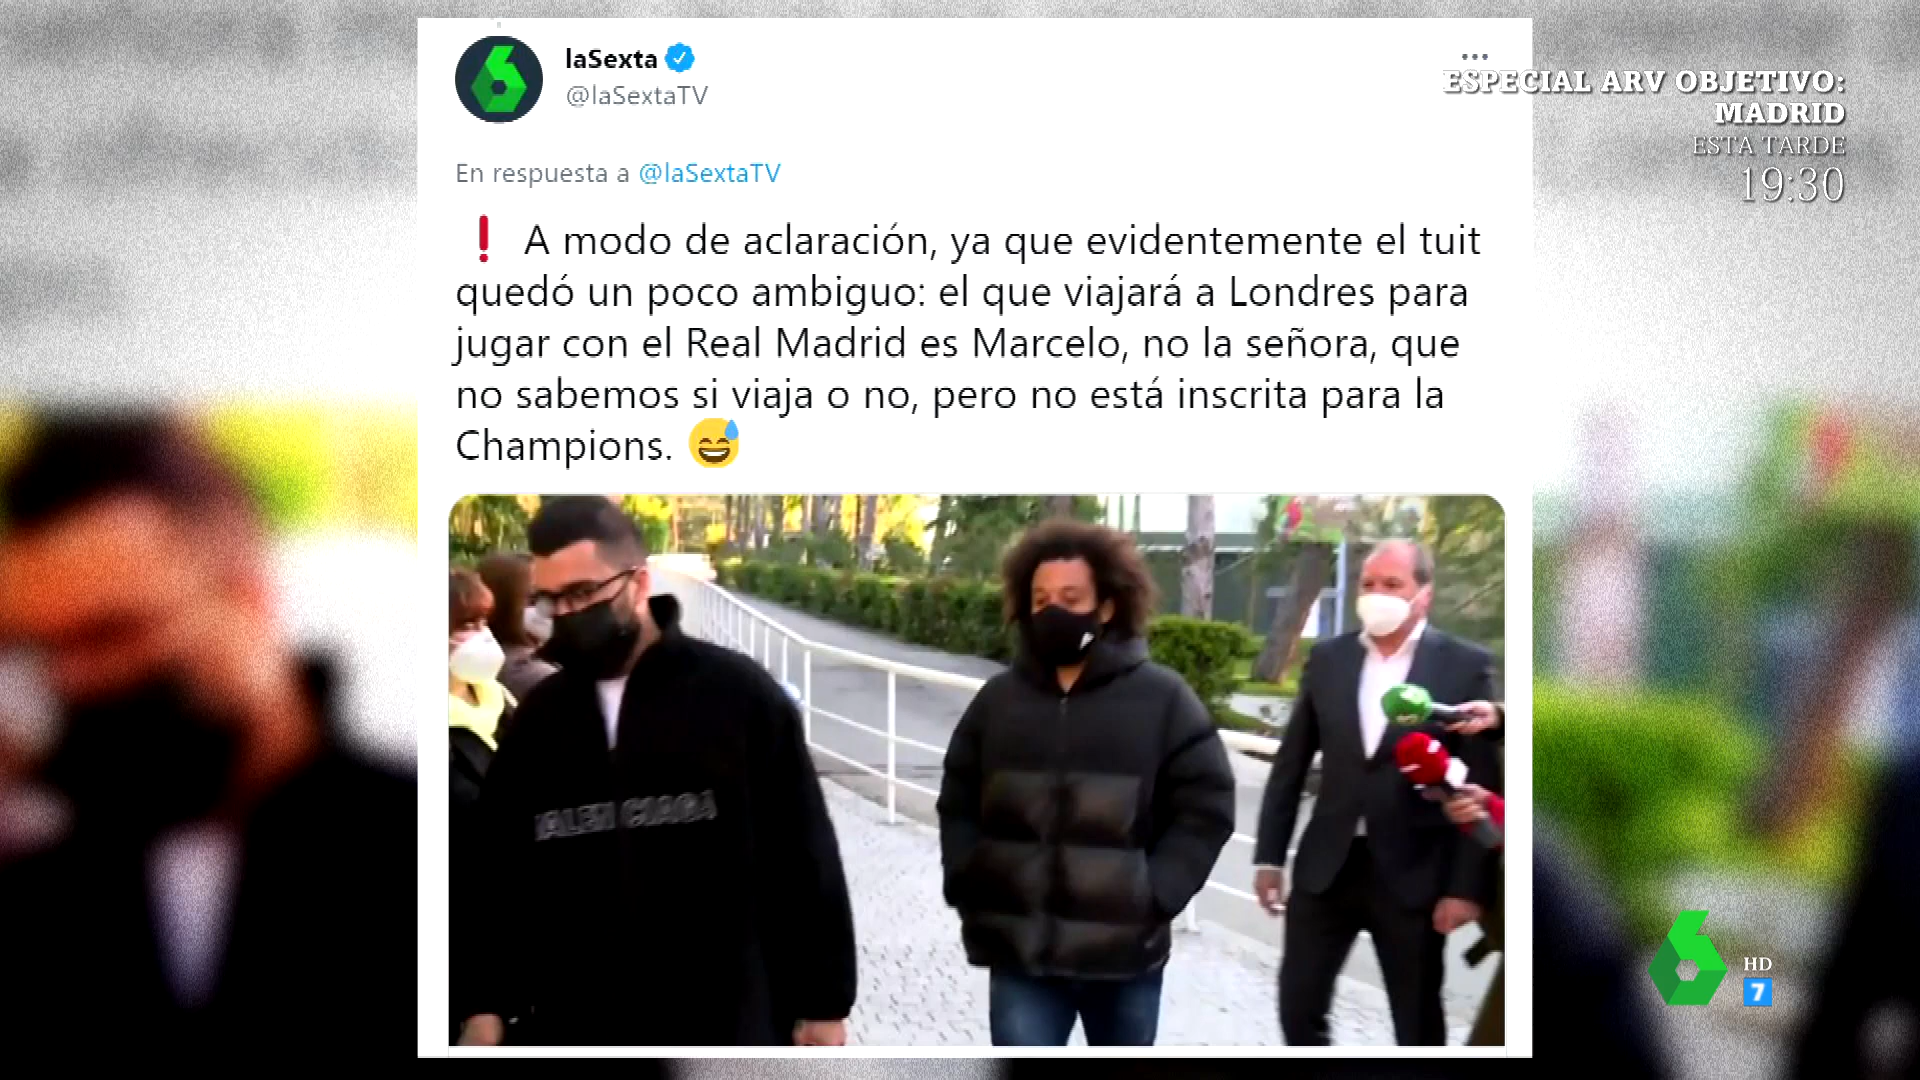 laSexta
@laSextaTV
ESPECIAL ARV OBJETIVO:
MADRID
ESTA TARDE
19:30
En respuesta a @laSextaTV
❗ A modo de aclaración, ya que evidentemente el tuit
quedó un poco ambiguo: el que viajará a Londres para
jugar con el Real Madrid es Marcelo, no la señora, que
no sabemos si viaja o no, pero no está inscrita para la
Champions. 😅
HD
7